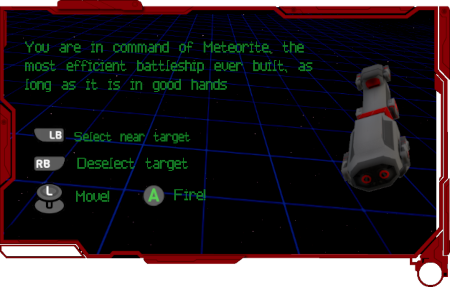 You are in command of Meteorite, the
most efficient battleship ever built, as
long as it is in good hands
LB Select near target
RB Deselect target
L Move! A Fire!